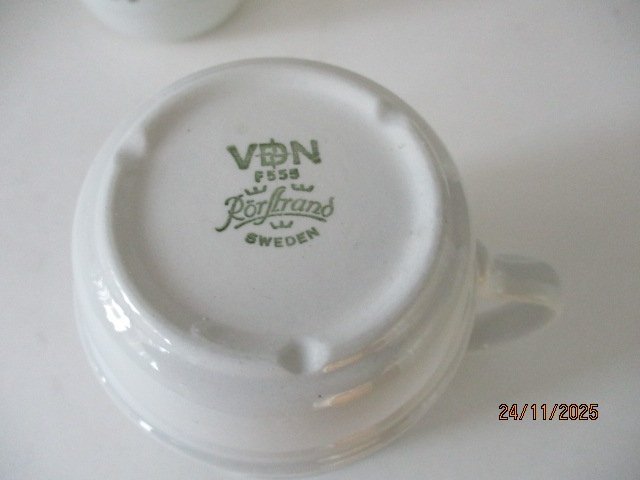 VDN
F555
Rörstrand
SWEDEN
24/11/2025